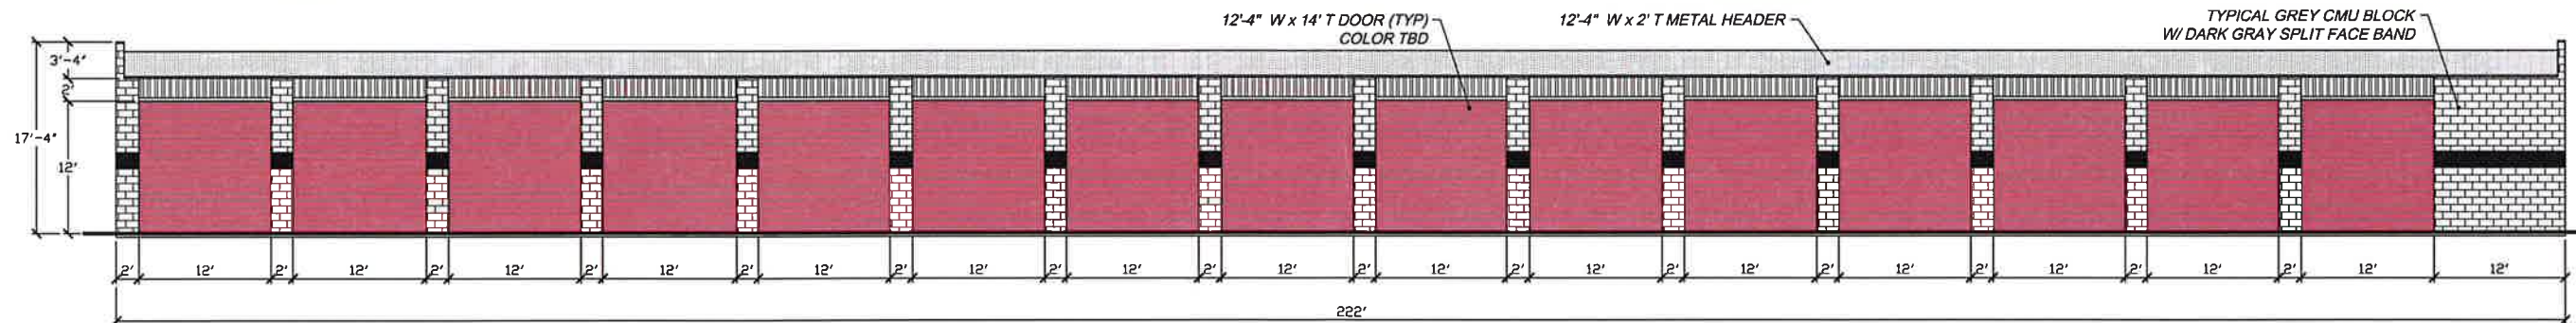 12'-4" W x 14' T DOOR (TYP)
COLOR TBD
12'-4" W x 2' T METAL HEADER
TYPICAL GREY CMU BLOCK
W/ DARK GRAY SPLIT FACE BAND
3'-4"
2'
17'-4"
12'
2' 12' 2' 12' 2' 12' 2' 12' 2' 12' 2' 12' 2' 12' 2' 12' 2' 12' 2' 12' 2' 12' 2' 12' 2' 12' 2' 12' 2' 12' 12'
222'